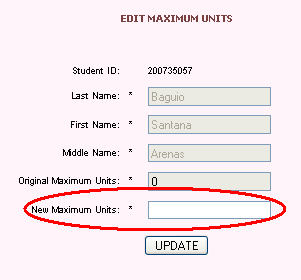 EDIT MAXIMUM UNITS
Student ID: 200735057
Last Name: * Baguio
First Name: * Santana
Middle Name: * Arenas
Original Maximum Units: * 0
New Maximum Units: *
UPDATE